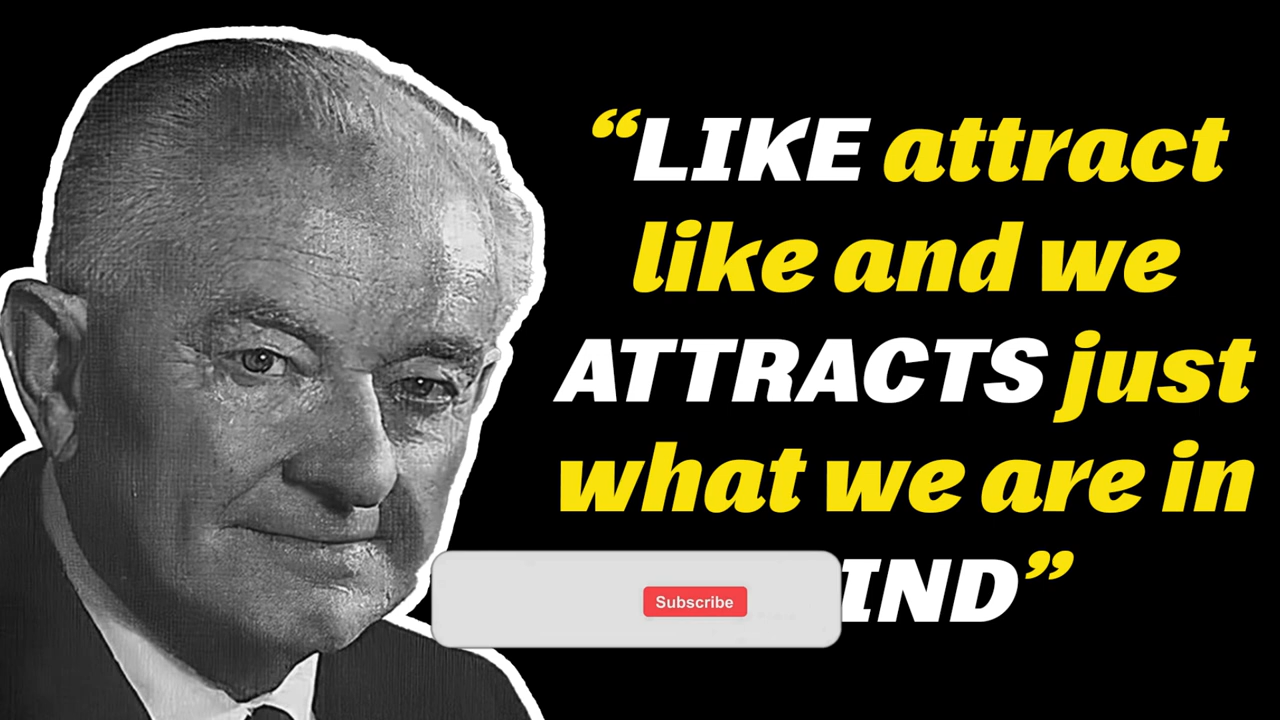 “LIKE attract
like and we
ATTRACTS just
what we are in
IND”
Subscribe